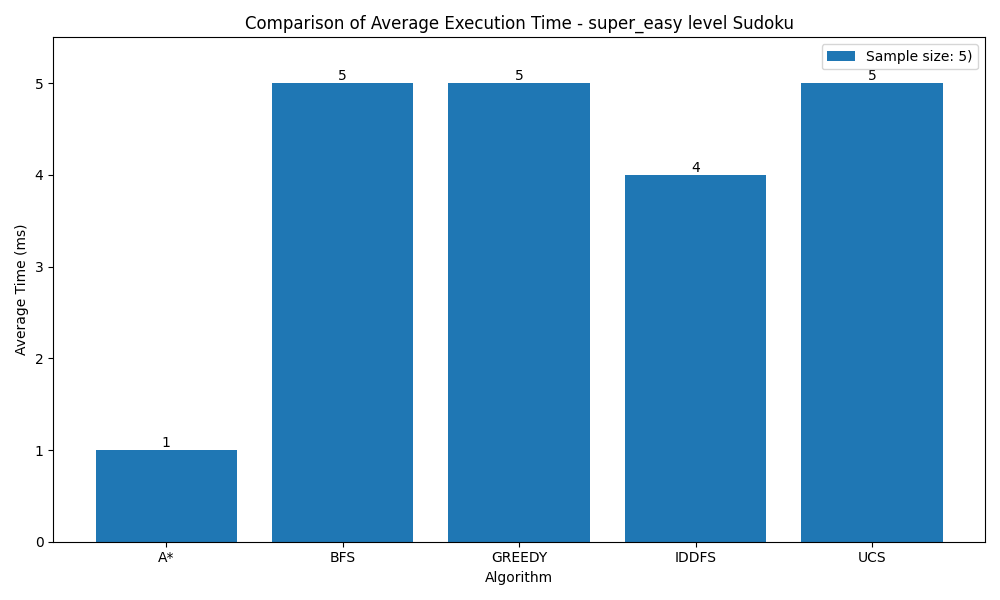 Comparison of Average Execution Time - super_easy level Sudoku
Sample size: 5)
Average Time (ms)
5
4
3
2
1
0
1
5
5
4
5
A*
BFS
GREEDY
IDDFS
UCS
Algorithm